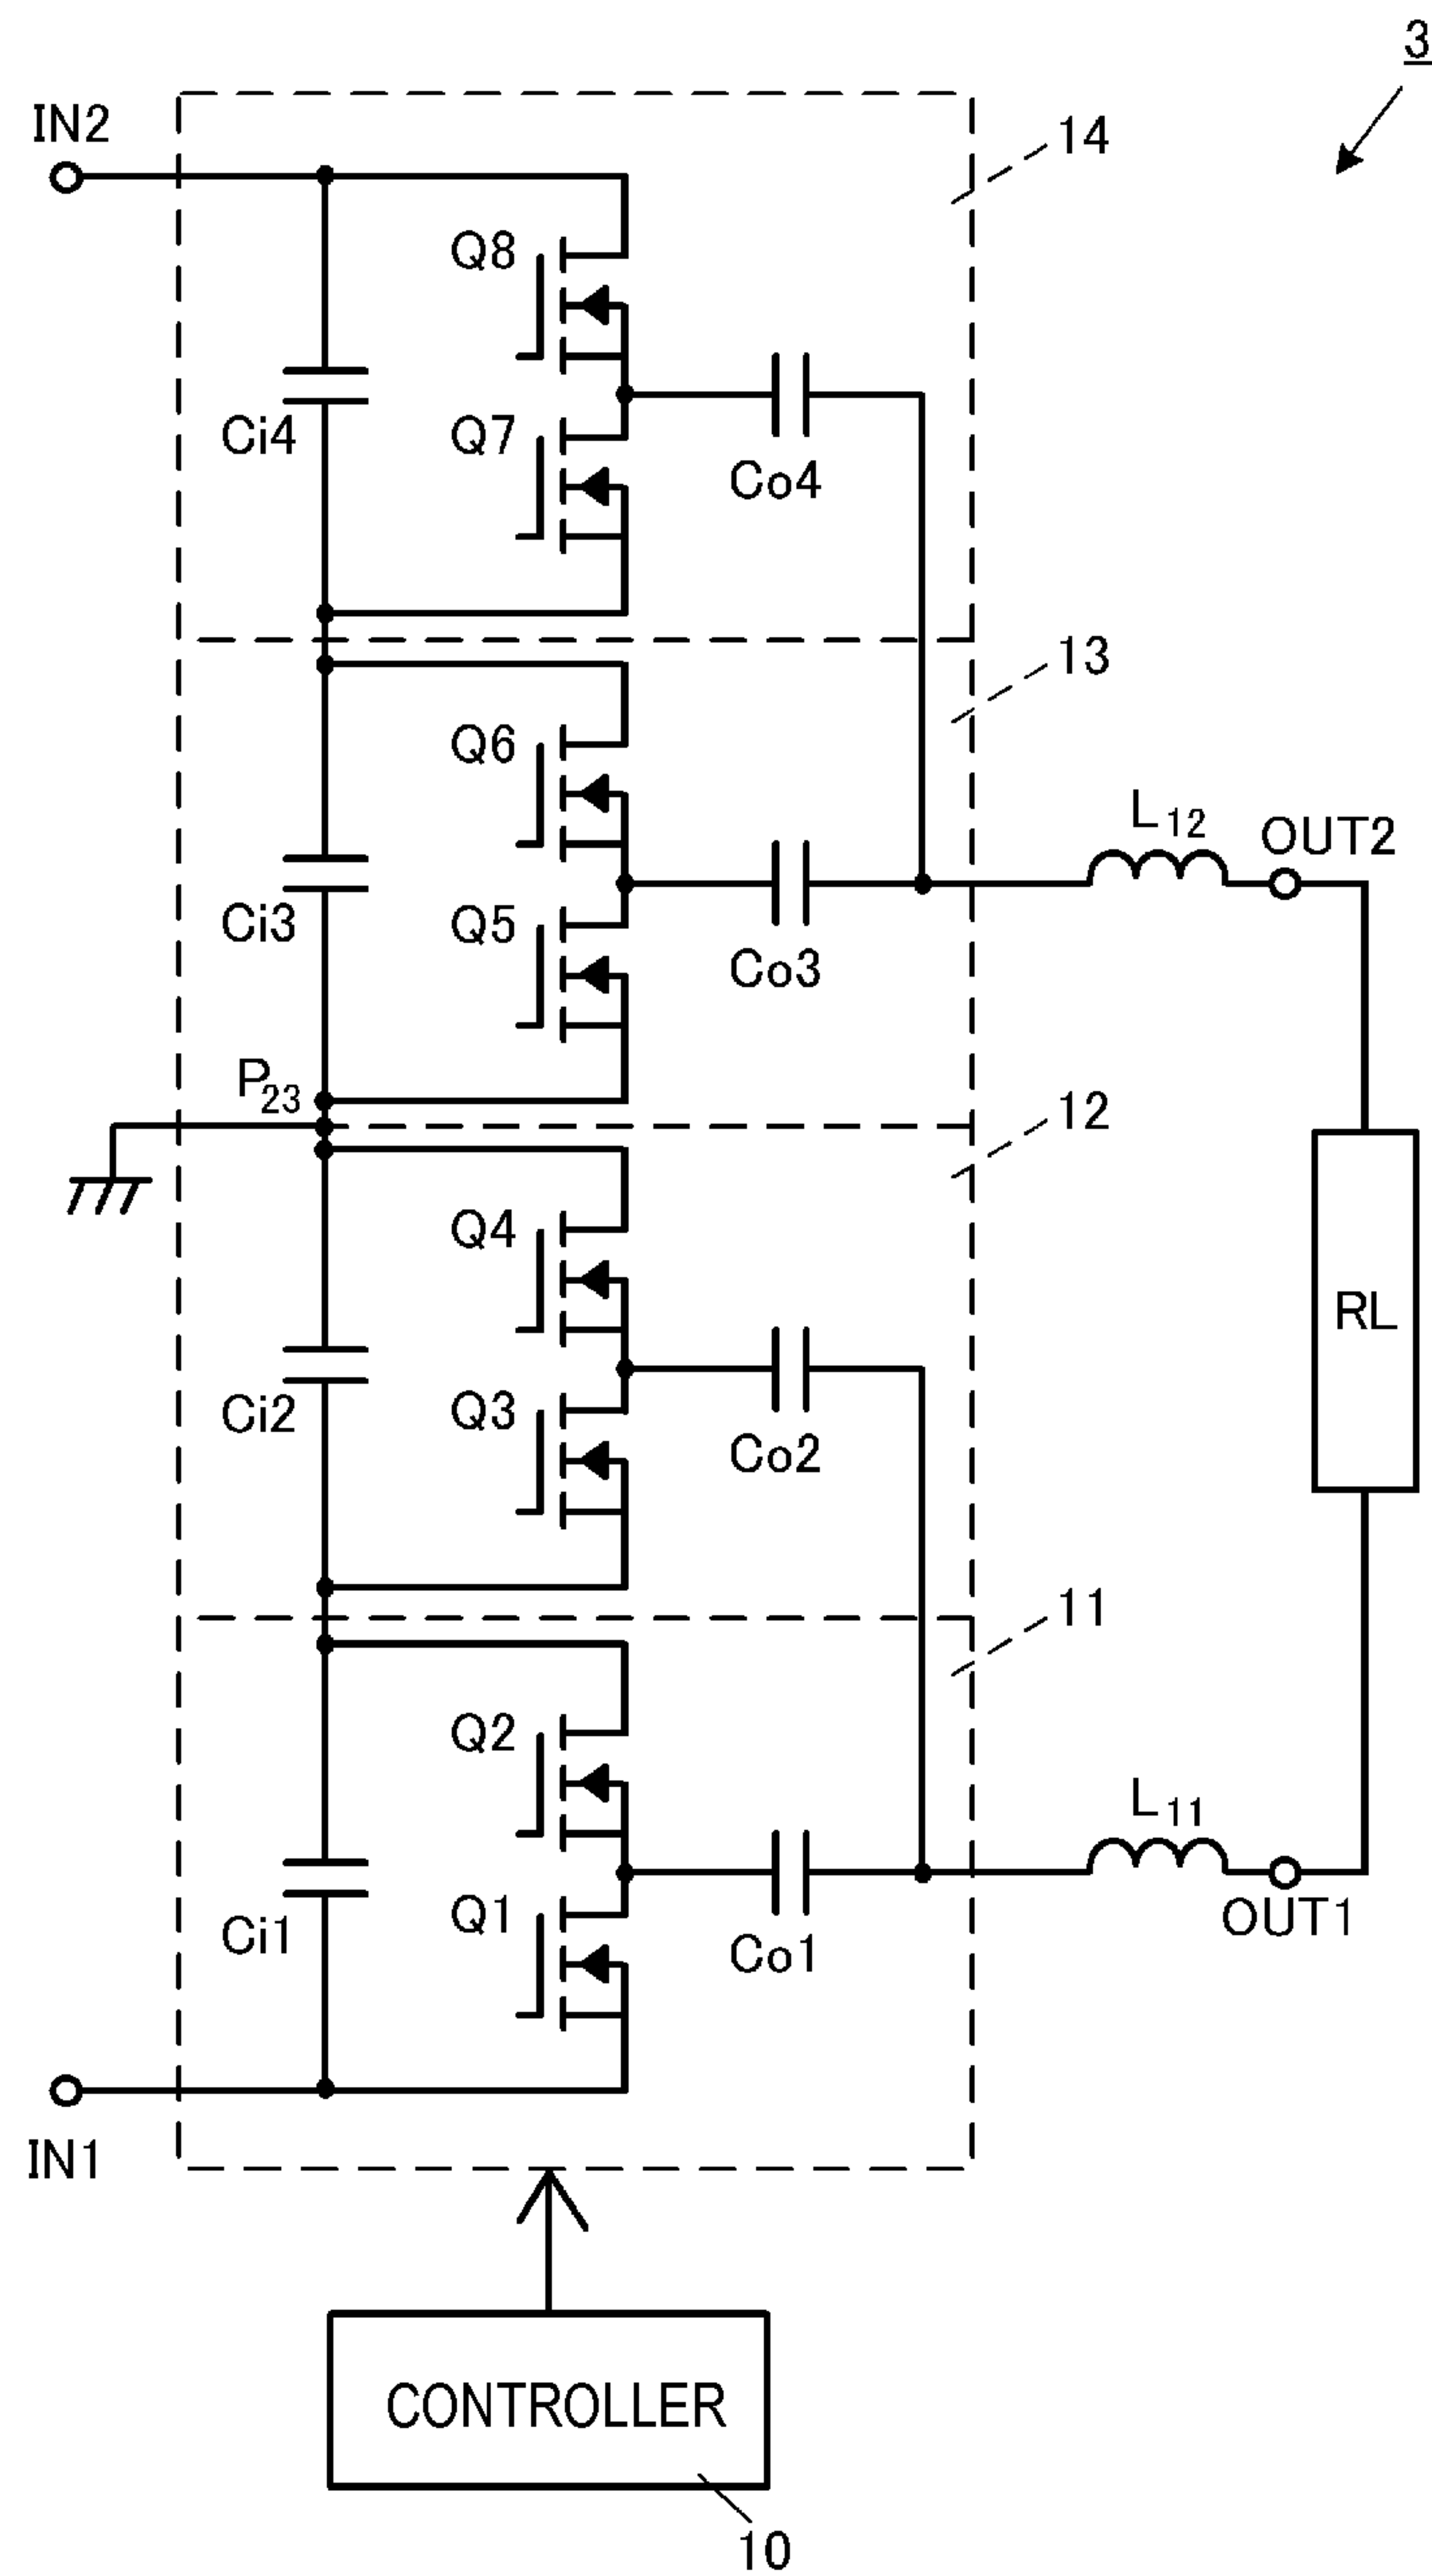 3
IN2
14
Q8
Ci4
Q7
Co4
13
Q6
L12
OUT2
Ci3
Q5
Co3
P23
12
Q4
RL
Ci2
Q3
Co2
11
Q2
L11
Ci1
Q1
OUT1
Co1
IN1
CONTROLLER
10